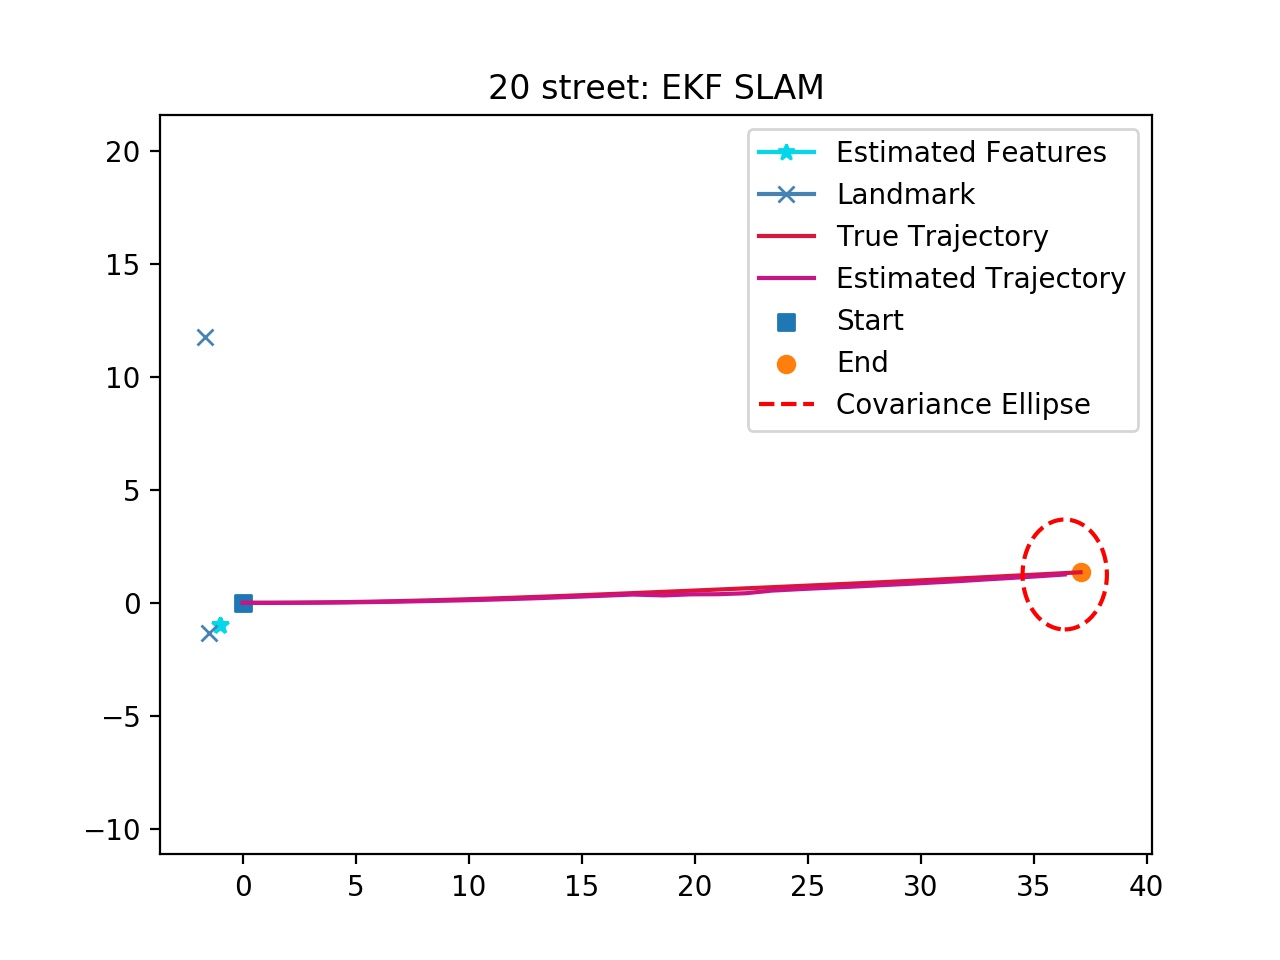 20 street: EKF SLAM
Estimated Features
Landmark
True Trajectory
Estimated Trajectory
Start
End
Covariance Ellipse
20
15
10
5
0
−5
−10
0 5 10 15 20 25 30 35 40